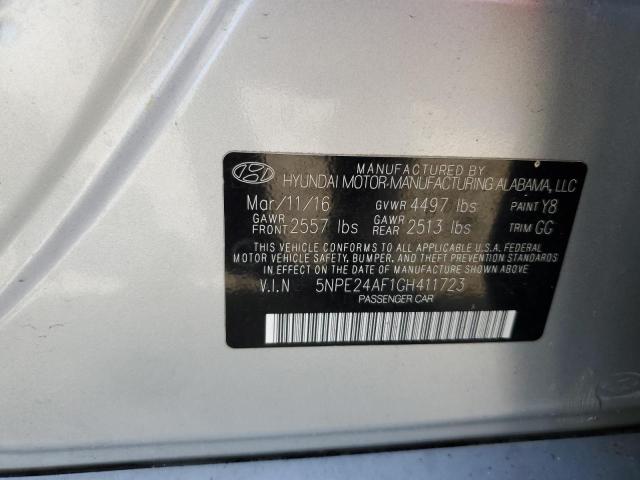 MANUFACTURED BY
HYUNDAI MOTOR MANUFACTURING ALABAMA, LLC
Mar/11/16 GVWR 4497 lbs PAINT Y8
GAWR FRONT 2557 lbs GAWR REAR 2513 lbs TRIM GG
THIS VEHICLE CONFORMS TO ALL APPLICABLE U.S.A. FEDERAL
MOTOR VEHICLE SAFETY, BUMPER, AND THEFT PREVENTION STANDARDS
IN EFFECT ON THE DATE OF MANUFACTURE SHOWN ABOVE.
V.I.N 5NPE24AF1GH411723
PASSENGER CAR